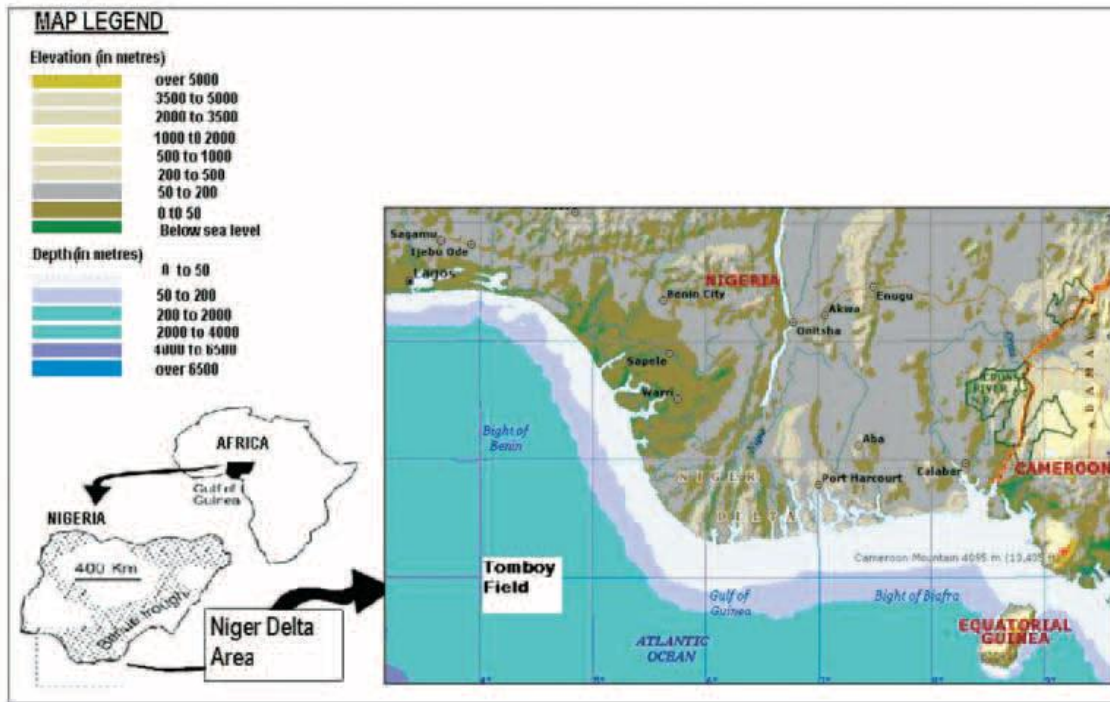 MAP LEGEND
Elevation (in metres)
over 5000
3500 to 5000
2000 to 3500
1000 to 2000
500 to 1000
200 to 500
50 to 200
0 to 50
Below sea level
Depth(in metres)
0 to 50
50 to 200
200 to 2000
2000 to 4000
4000 to 6500
over 6500
AFRICA
Gulf of
Guinea
NIGERIA
400 Km
Benue trough
Niger Delta
Area
Sagamu
Ijebu Ode
Lagos
NIGERIA
Benin City
Enugu
Akwa
Onitsha
Sapele
Warri
Bight of
Benin
Aba
Calabar
CAMEROON
Port Harcourt
NIGER
DELTA
Cameroon Mountain 4095 m
Tomboy
Field
Gulf of
Guinea
Bight of Biafra
EQUATORIAL
GUINEA
ATLANTIC
OCEAN